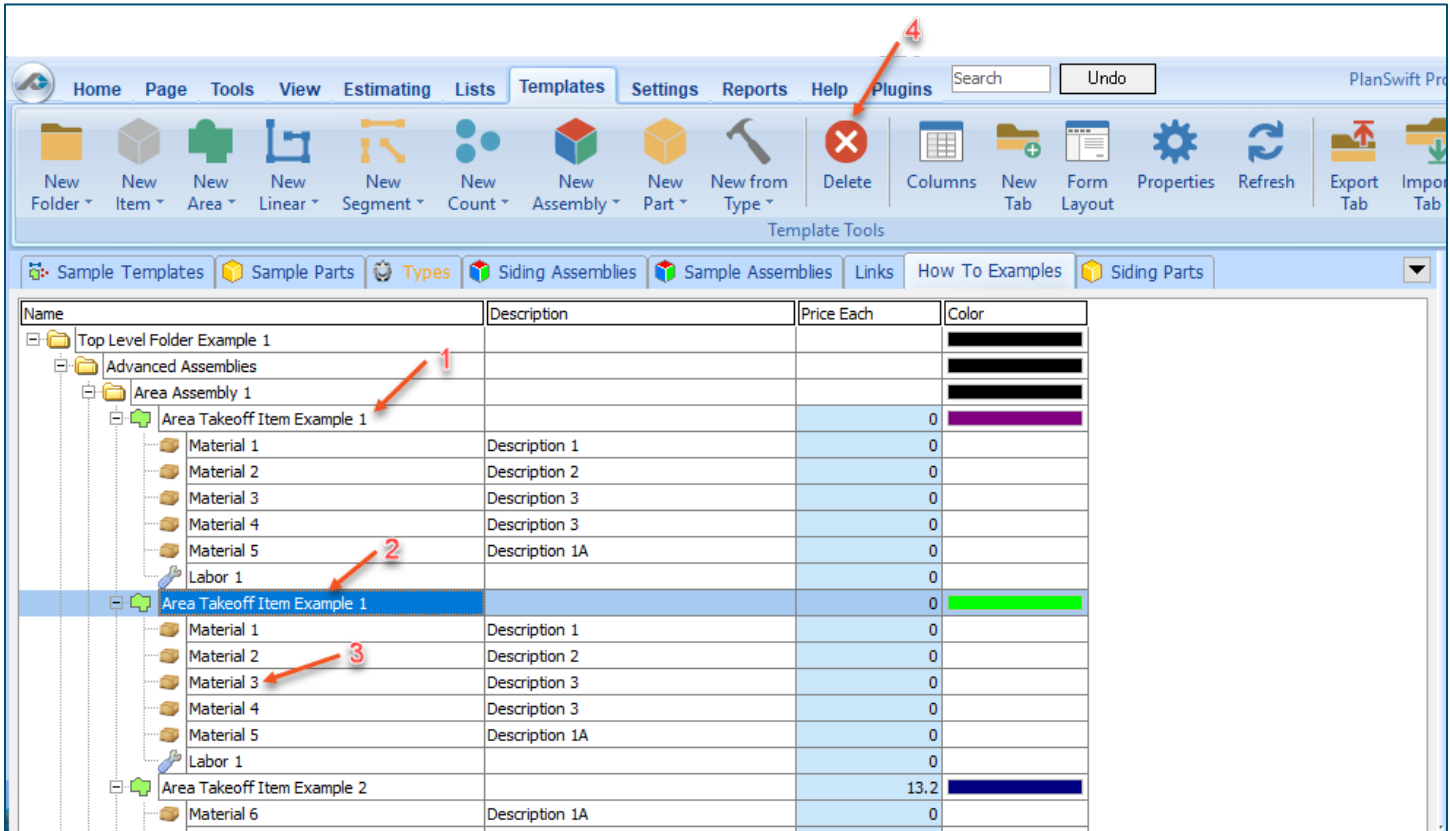 4
Home Page Tools View Estimating Lists Templates Settings Reports Help Plugins Search Undo PlanSwift Pro
New Folder New Item New Area New Linear New Segment New Count New Assembly New Part New from Type Delete Columns New Tab Form Layout Properties Refresh Export Tab Impor Tab
Template Tools
Sample Templates Sample Parts Types Siding Assemblies Sample Assemblies Links How To Examples Siding Parts
Name Description Price Each Color
Top Level Folder Example 1
Advanced Assemblies 1
Area Assembly 1
Area Takeoff Item Example 1 0
Material 1 Description 1 0
Material 2 Description 2 0
Material 3 Description 3 0
Material 4 Description 3 0
Material 5 Description 1A 0
2
Labor 1 0
Area Takeoff Item Example 1 0
Material 1 Description 1 0
Material 2 3 Description 2 0
Material 3 Description 3 0
Material 4 Description 3 0
Material 5 Description 1A 0
Labor 1 0
Area Takeoff Item Example 2 13.2
Material 6 Description 1A 0